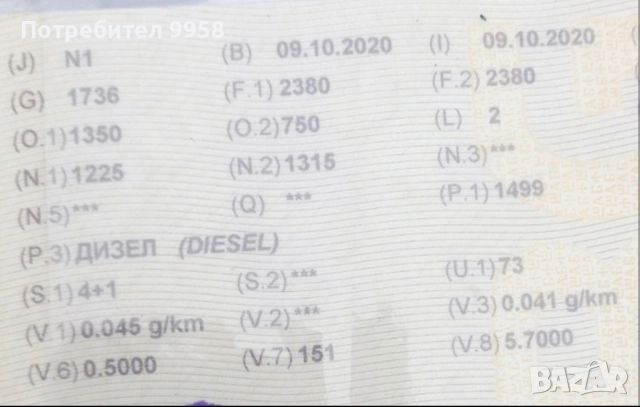 Потребител 9958
(J) N1 (B) 09.10.2020 (I) 09.10.2020
(G) 1736 (F.1) 2380 (F.2) 2380
(O.1) 1350 (O.2) 750 (L) 2
(N.1) 1225 (N.2) 1315 (N.3) ***
(N.5) *** (Q) *** (P.1) 1499
(P.3) ДИЗЕЛ (DIESEL)
(S.1) 4+1 (S.2) *** (U.1) 73
(V.1) 0.045 g/km (V.2) *** (V.3) 0.041 g/km
(V.6) 0.5000 (V.7) 151 (V.8) 5.7000
bazar